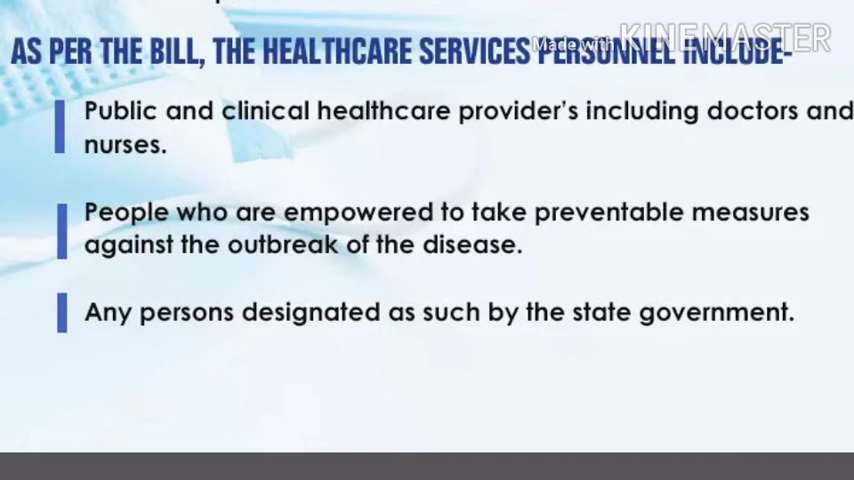 Made with KINEMASTER
AS PER THE BILL, THE HEALTHCARE SERVICES PERSONNEL INCLUDE-
Public and clinical healthcare provider's including doctors and
nurses.
People who are empowered to take preventable measures
against the outbreak of the disease.
Any persons designated as such by the state government.